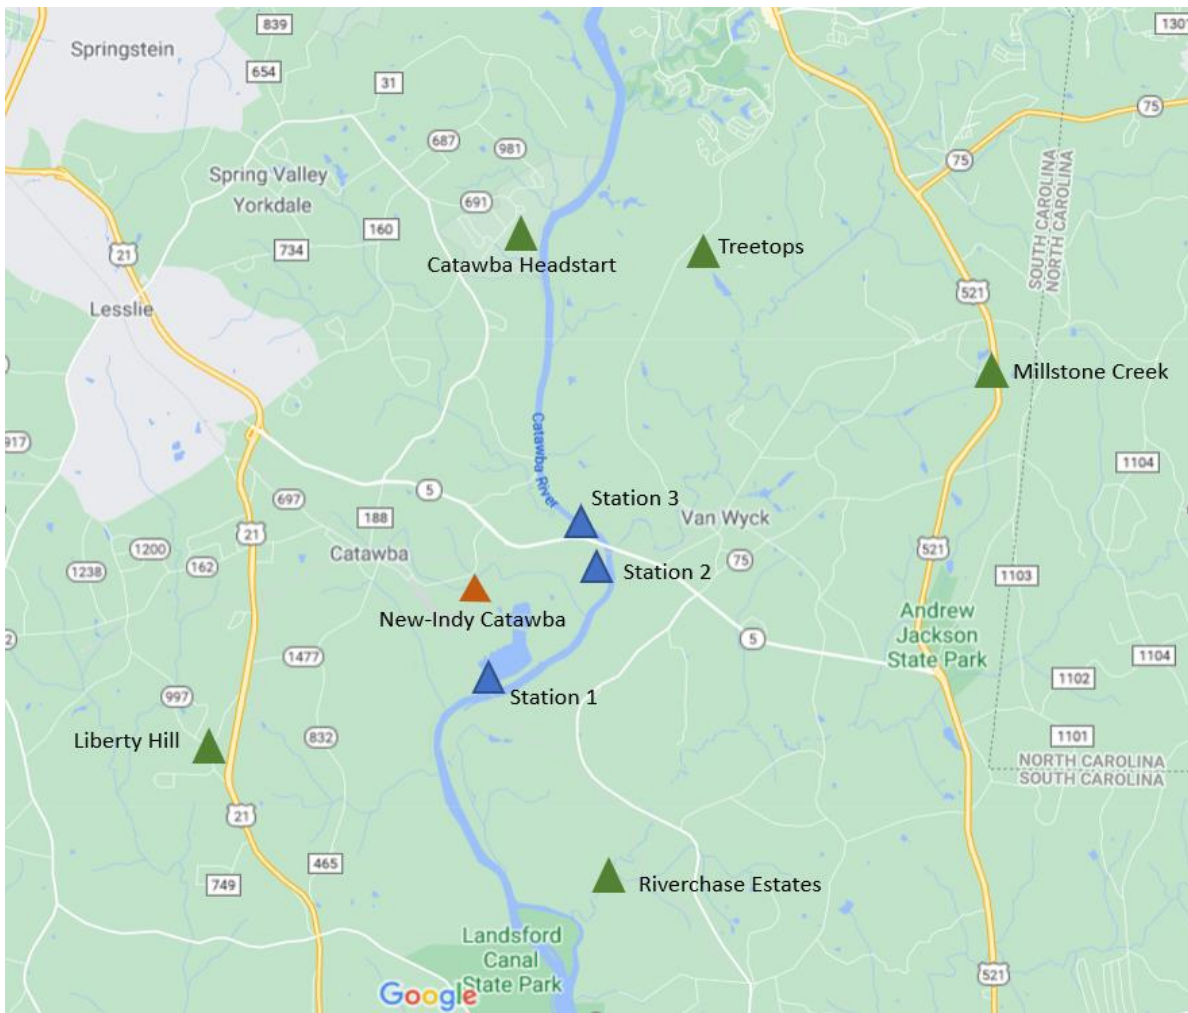 839
1301
Springstein
654
31
75
687
981
75
Spring Valley
Yorkdale
691
160
734
21
Catawba Headstart
Treetops
SOUTH CAROLINA
NORTH CAROLINA
521
Lesslie
Millstone Creek
917
Catawba River
1104
5
697
Station 3
188
Van Wyck
21
1200
Catawba
162
1238
75
521
1103
Station 2
New-Indy Catawba
Andrew
Jackson
State Park
2
5
1477
1104
1102
997
Station 1
Liberty Hill
832
1101
NORTH CAROLINA
SOUTH CAROLINA
21
465
749
Riverchase Estates
Landsford
Canal
State Park
521
Google